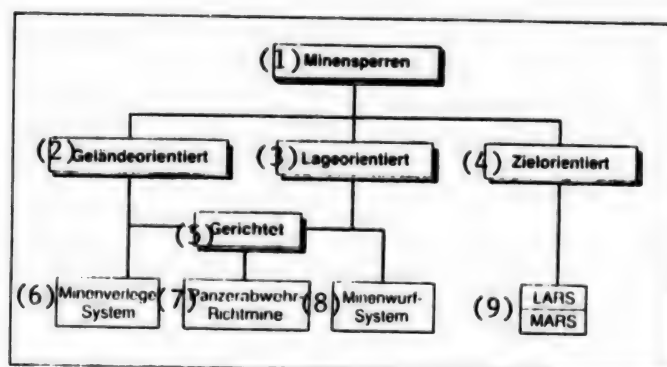 (1) Minensperren
(2) Geländeorientiert (3) Lageorientiert (4) Zielorientiert
(5) Gerichtet
(6) Minenverlege- (7) Panzerabwehr- (8) Minenwurf- (9) LARS
System Richtmine System MARS